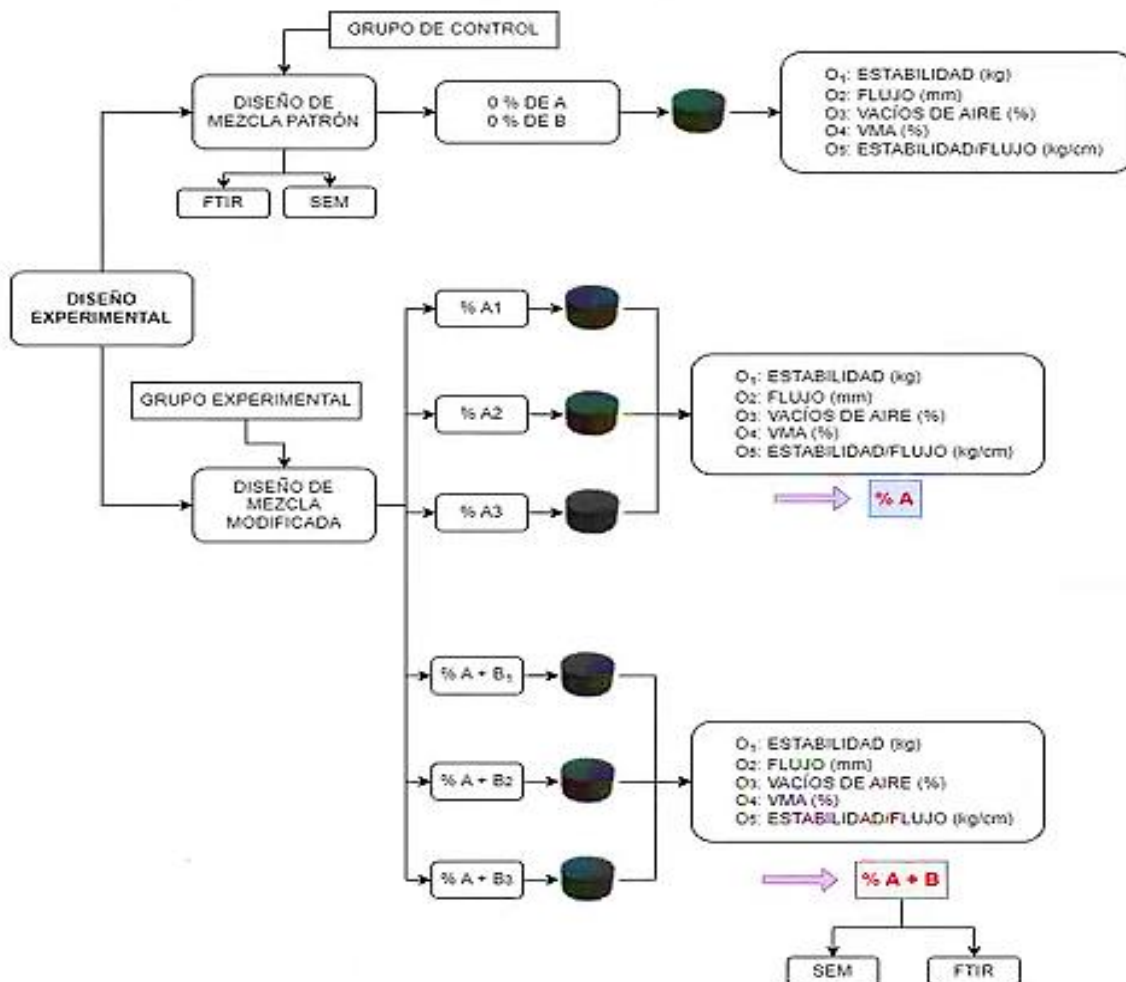 GRUPO DE CONTROL
DISEÑO DE
MEZCLA PATRÓN
0 % DE A
0 % DE B
O₁: ESTABILIDAD (kg)
O₂: FLUJO (mm)
O₃: VACÍOS DE AIRE (%)
O₄: VMA (%)
O₅: ESTABILIDAD/FLUJO (kg/cm)
FTIR
SEM
DISEÑO
EXPERIMENTAL
GRUPO EXPERIMENTAL
DISEÑO DE
MEZCLA
MODIFICADA
% A1
% A2
% A3
O₁: ESTABILIDAD (kg)
O₂: FLUJO (mm)
O₃: VACÍOS DE AIRE (%)
O₄: VMA (%)
O₅: ESTABILIDAD/FLUJO (kg/cm)
% A
% A + B₁
% A + B₂
% A + B₃
O₁: ESTABILIDAD (kg)
O₂: FLUJO (mm)
O₃: VACÍOS DE AIRE (%)
O₄: VMA (%)
O₅: ESTABILIDAD/FLUJO (kg/cm)
% A + B
SEM
FTIR